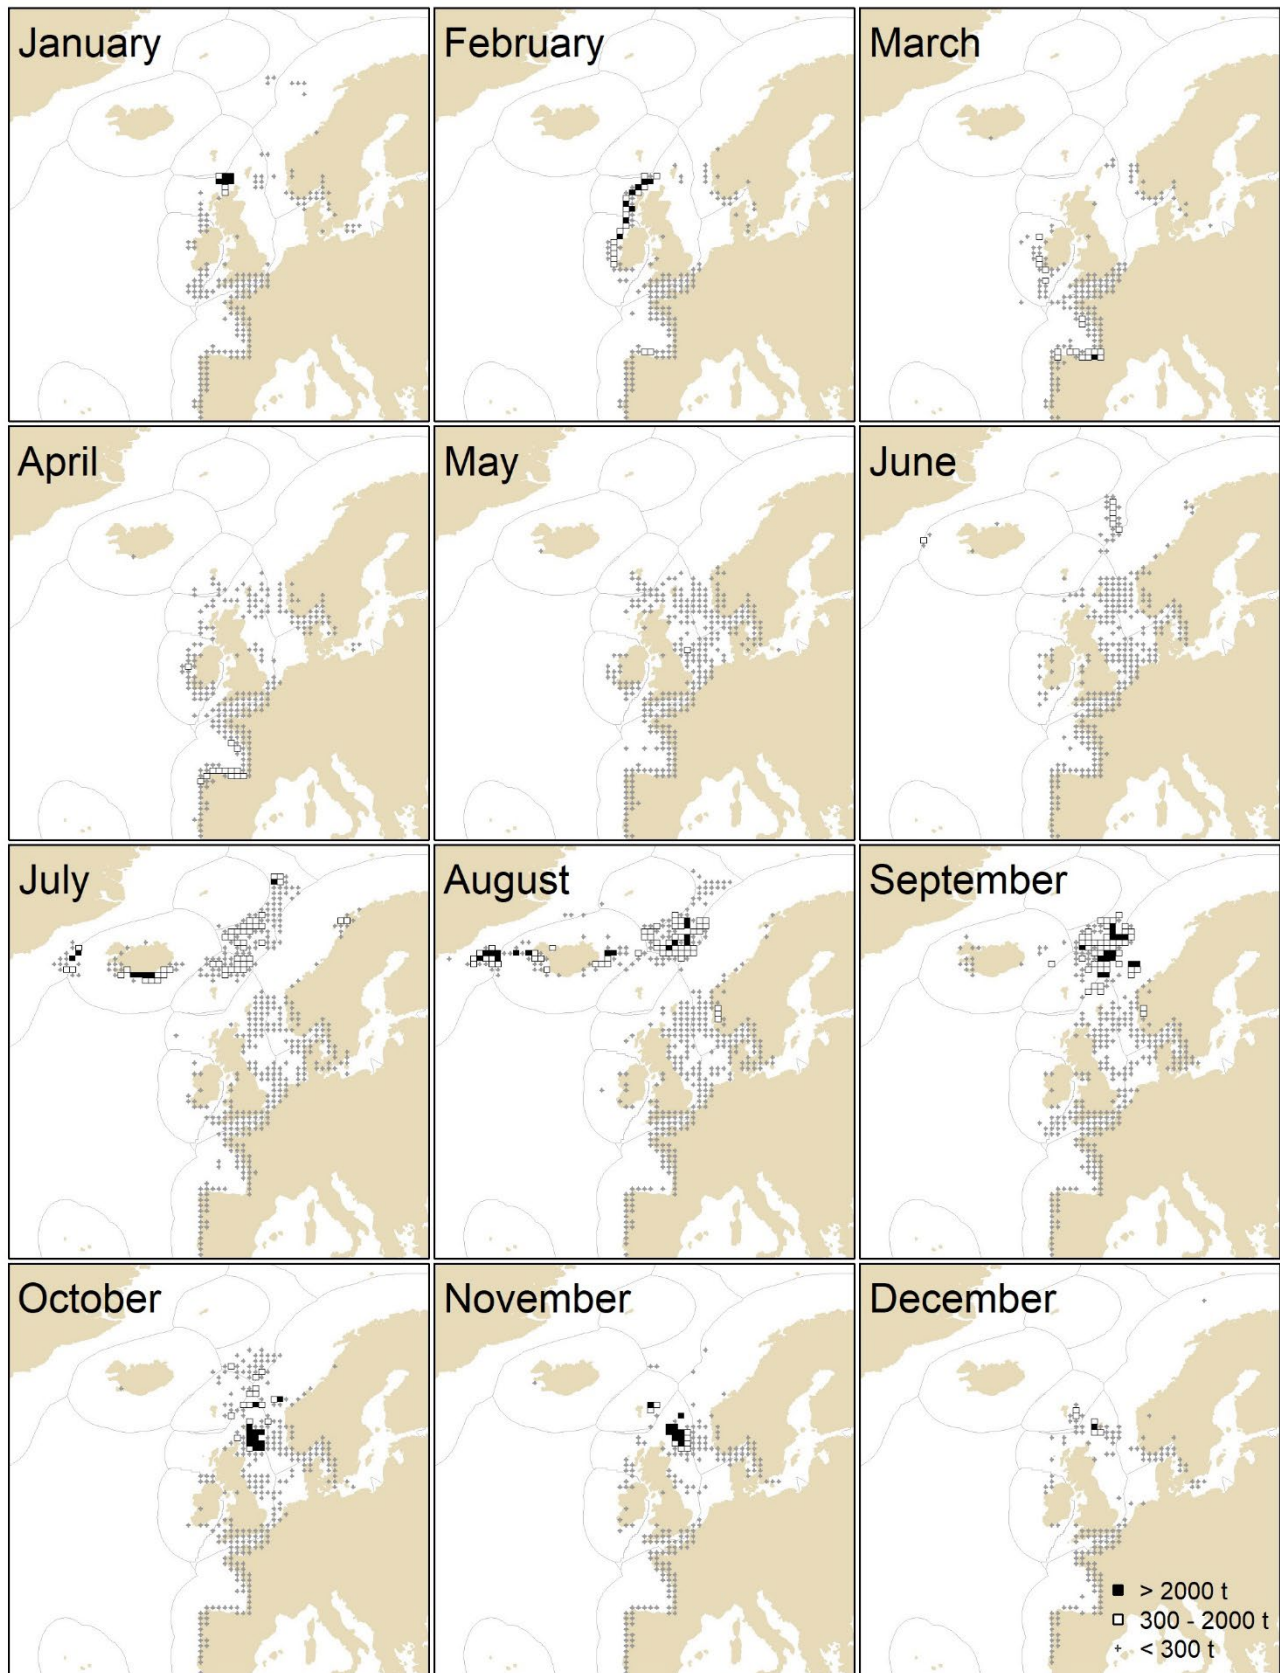 January
February
March
April
May
June
July
August
September
October
November
December
> 2000 t
300 - 2000 t
< 300 t